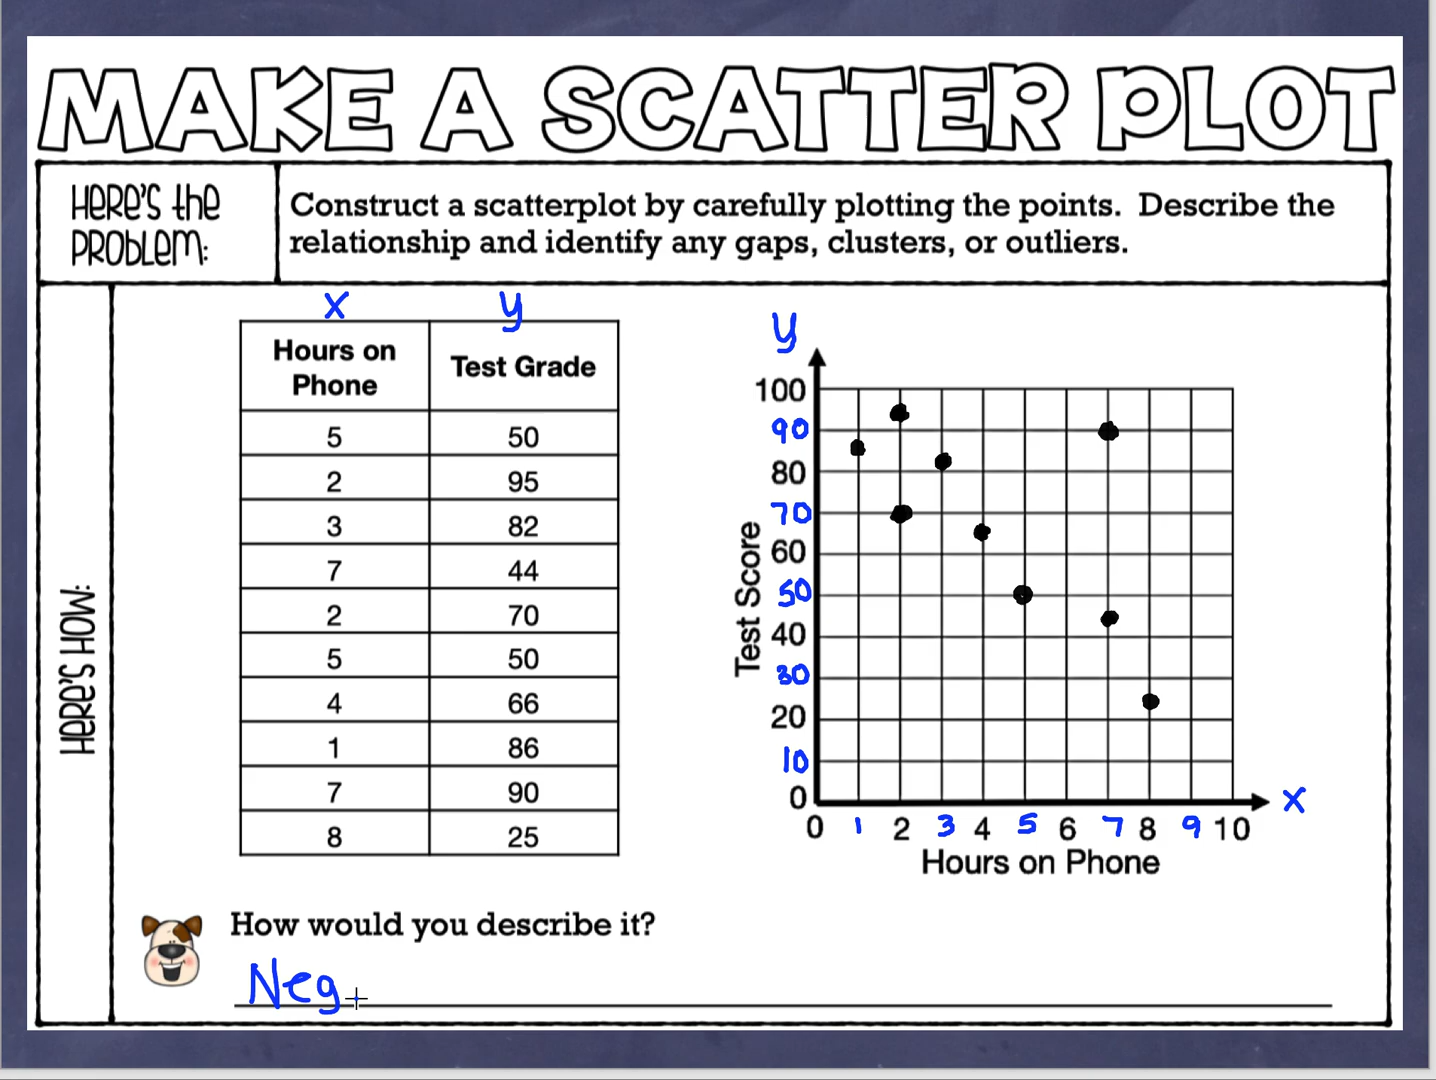 MAKE A SCATTER PLOT
HERE'S the
PROBLEM:
Construct a scatterplot by carefully plotting the points. Describe the
relationship and identify any gaps, clusters, or outliers.
HERE'S HOW:
x y
Hours on
Phone
Test Grade
5 50
2 95
3 82
7 44
2 70
5 50
4 66
1 86
7 90
8 25
y
100
90
80
70
60
50
40
30
20
10
0
Test Score
x
0 1 2 3 4 5 6 7 8 9 10
Hours on Phone
How would you describe it?
Neg